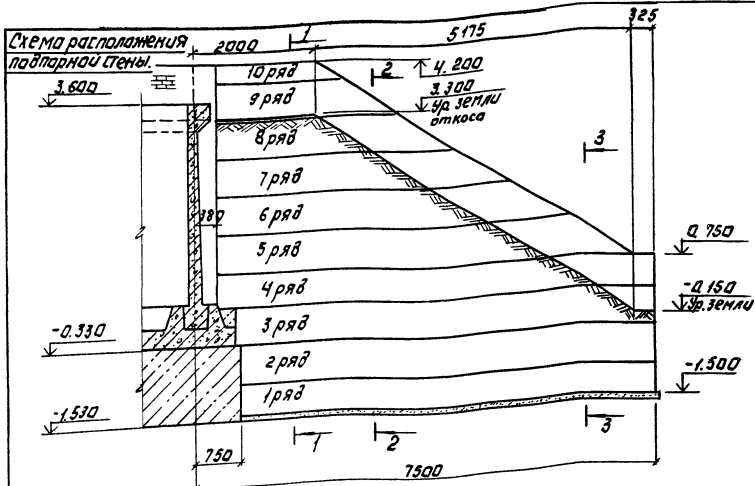 Схема расположения
подпорной стены.
1
2000
5175
325
2
4.200
3.300
Ур. земли
откоса
3.600
10 ряд
9 ряд
8 ряд
3
7 ряд
6 ряд
380
5 ряд
0.750
4 ряд
-0.150
Ур. земли
3 ряд
-0.330
2 ряд
-1.500
1 ряд
-1.530
1
2
3
750
7500